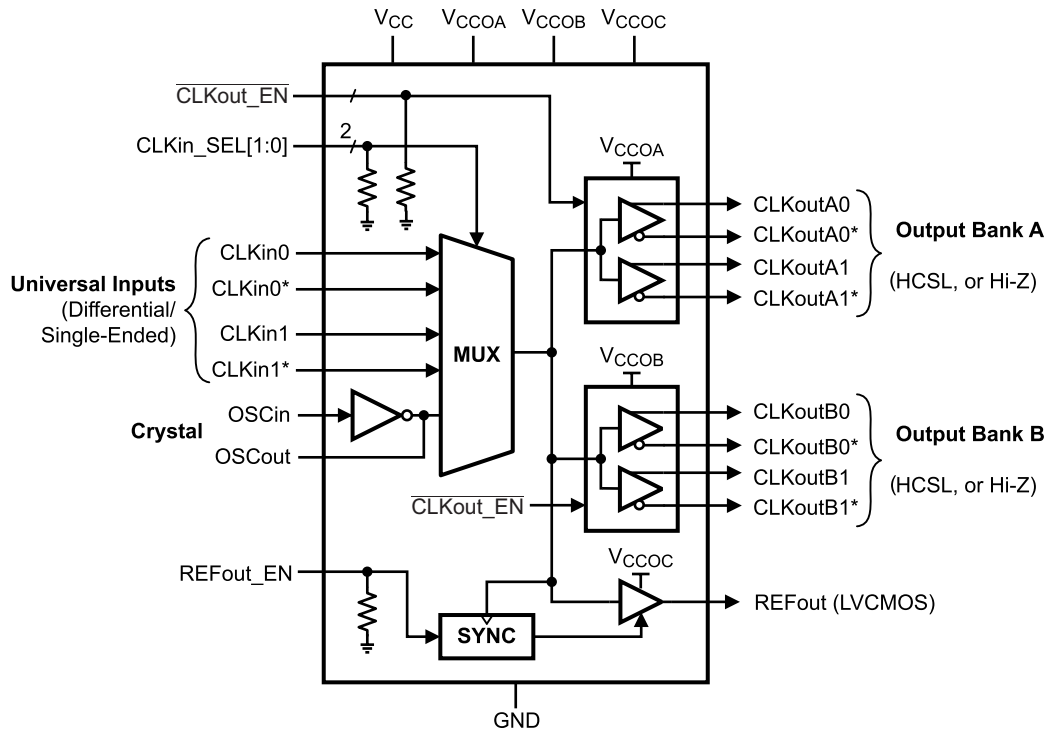 VCC
VCCOA
VCCOB
VCCOC
CLKout_EN
CLKin_SEL[1:0]
2
VCCOA
CLKoutA0
CLKoutA0*
CLKoutA1
CLKoutA1*
Output Bank A
(HCSL, or Hi-Z)
Universal Inputs
(Differential/
Single-Ended)
CLKin0
CLKin0*
CLKin1
CLKin1*
MUX
Crystal
OSCin
OSCout
VCCOB
CLKoutB0
CLKoutB0*
CLKoutB1
CLKoutB1*
Output Bank B
(HCSL, or Hi-Z)
CLKout_EN
REFout_EN
SYNC
VCCOC
REFout (LVCMOS)
GND